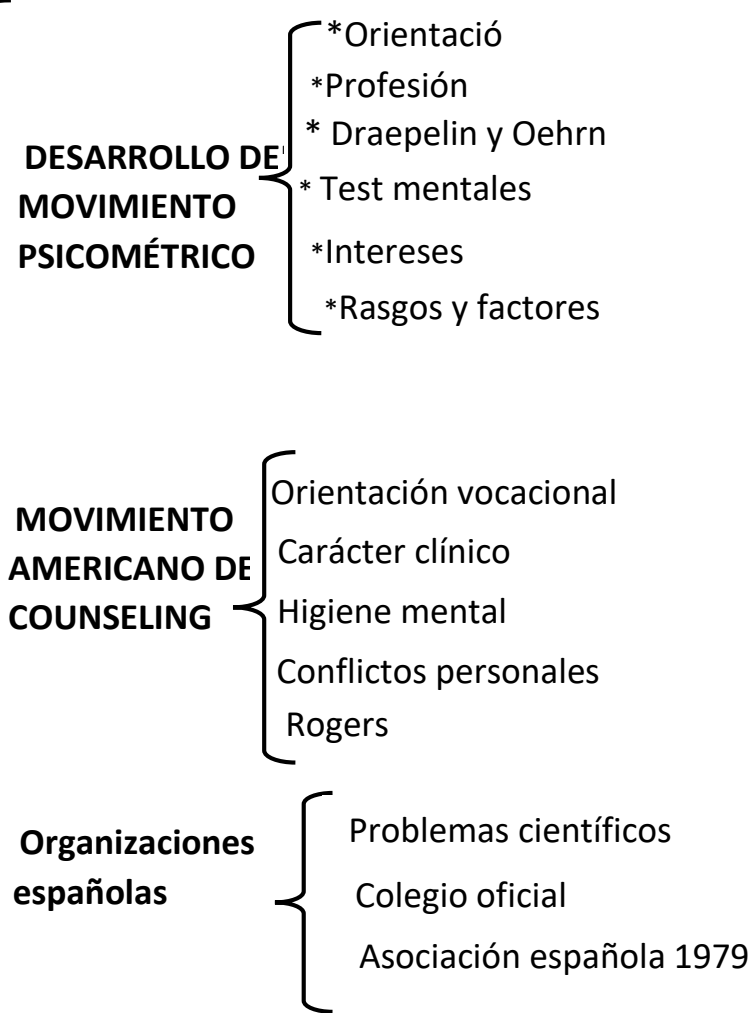 DESARROLLO DE
MOVIMIENTO
PSICOMÉTRICO
*Orientació
*Profesión
* Draepelin y Oehrn
* Test mentales
*Intereses
*Rasgos y factores
MOVIMIENTO
AMERICANO DE
COUNSELING
Orientación vocacional
Carácter clínico
Higiene mental
Conflictos personales
Rogers
Organizaciones
españolas
Problemas científicos
Colegio oficial
Asociación española 1979